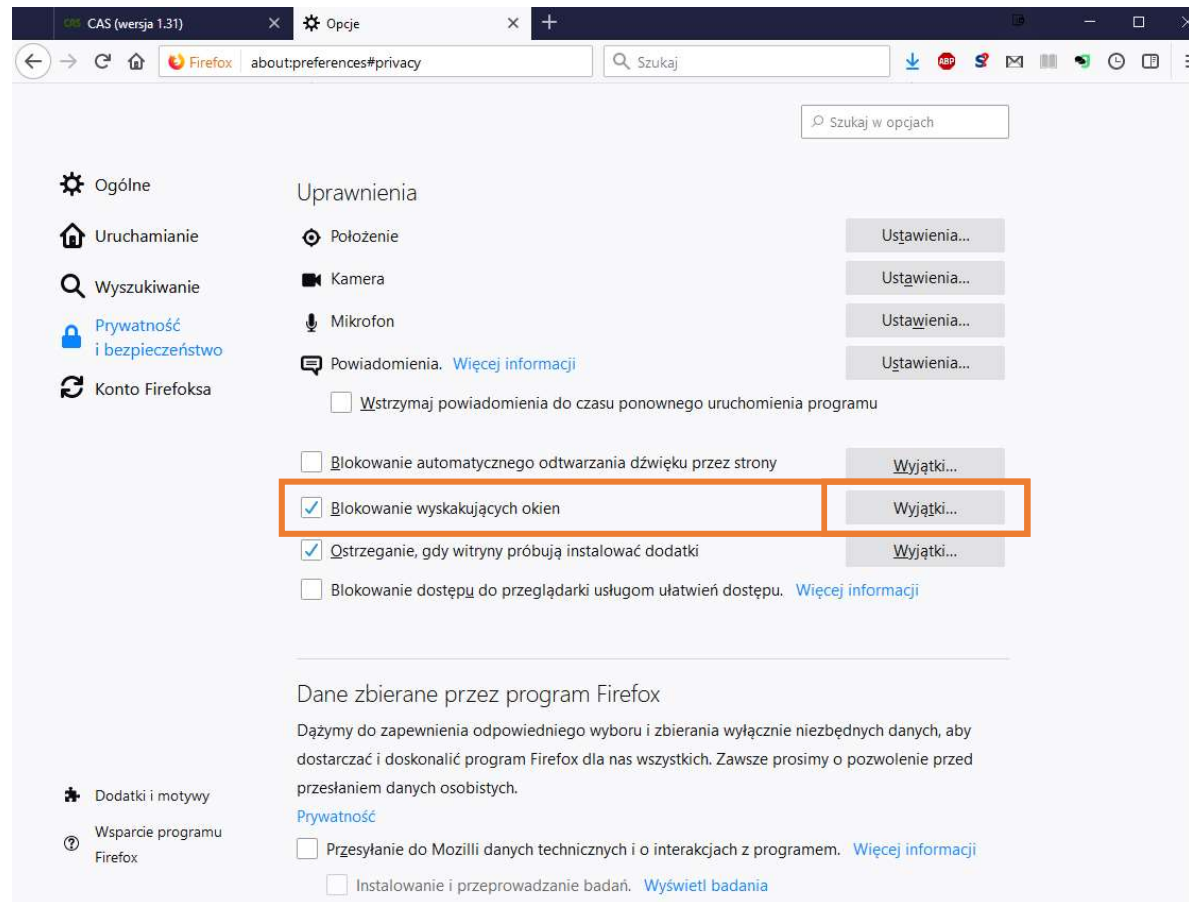 CAS CAS (wersja 1.31)
Opcje
Firefox about:preferences#privacy
Szukaj
ABP
Szukaj w opcjach
Ogólne
Uruchamianie
Wyszukiwanie
Prywatność
i bezpieczeństwo
Konto Firefoksa
Uprawnienia
Położenie Ustawienia...
Kamera Ustawienia...
Mikrofon Ustawienia...
Powiadomienia. Więcej informacji Ustawienia...
Wstrzymaj powiadomienia do czasu ponownego uruchomienia programu
Blokowanie automatycznego odtwarzania dźwięku przez strony Wyjątki...
Blokowanie wyskakujących okien Wyjątki...
Ostrzeganie, gdy witryny próbują instalować dodatki Wyjątki...
Blokowanie dostępu do przeglądarki usługom ułatwień dostępu. Więcej informacji
Dane zbierane przez program Firefox
Dążymy do zapewnienia odpowiedniego wyboru i zbierania wyłącznie niezbędnych danych, aby
dostarczać i doskonalić program Firefox dla nas wszystkich. Zawsze prosimy o pozwolenie przed
przesłaniem danych osobistych.
Prywatność
Przesyłanie do Mozilli danych technicznych i o interakcjach z programem. Więcej informacji
Instalowanie i przeprowadzanie badań. Wyświetl badania
Dodatki i motywy
Wsparcie programu
Firefox